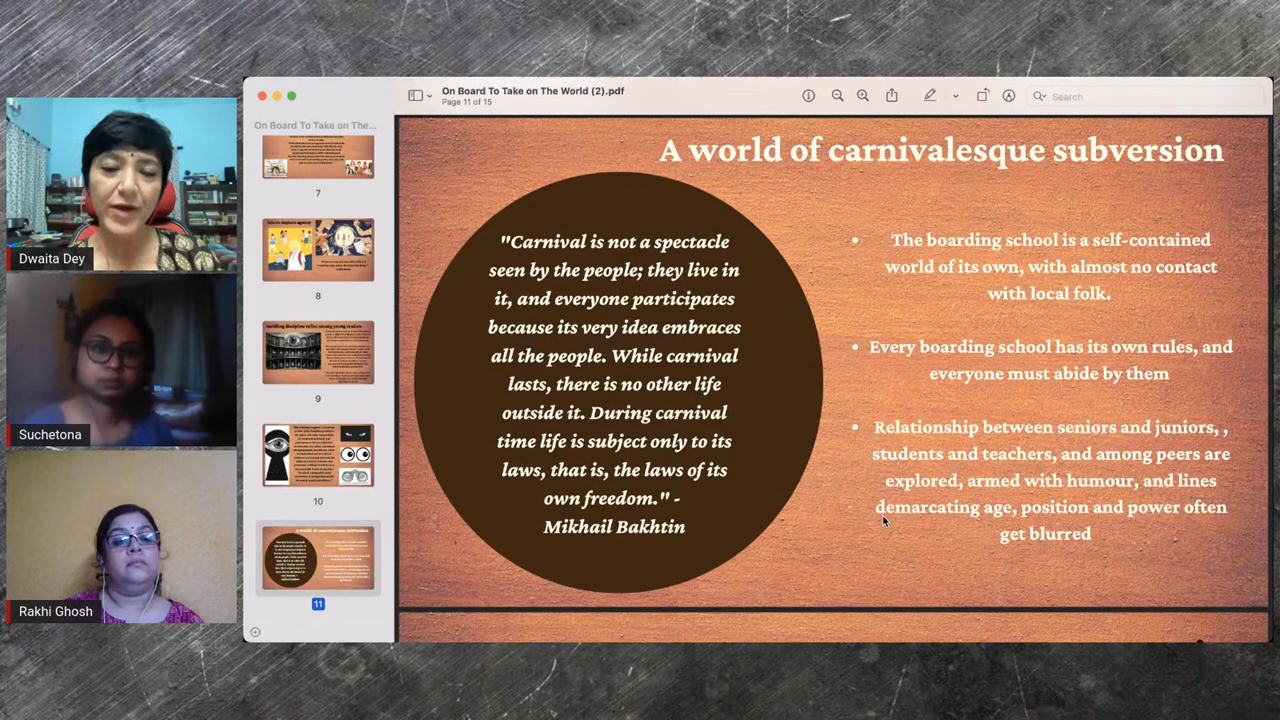 Dwaita Dey
Suchetona
Rakhi Ghosh
On Board To Take on The World (2).pdf
Page 11 of 15
Search
On Board To Take on The...
7
8
9
10
11
A world of carnivalesque subversion
"Carnival is not a spectacle
seen by the people; they live in
it, and everyone participates
because its very idea embraces
all the people. While carnival
lasts, there is no other life
outside it. During carnival
time life is subject only to its
laws, that is, the laws of its
own freedom." -
Mikhail Bakhtin
• The boarding school is a self-contained
world of its own, with almost no contact
with local folk.
• Every boarding school has its own rules, and
everyone must abide by them
• Relationship between seniors and juniors, ,
students and teachers, and among peers are
explored, armed with humour, and lines
demarcating age, position and power often
get blurred